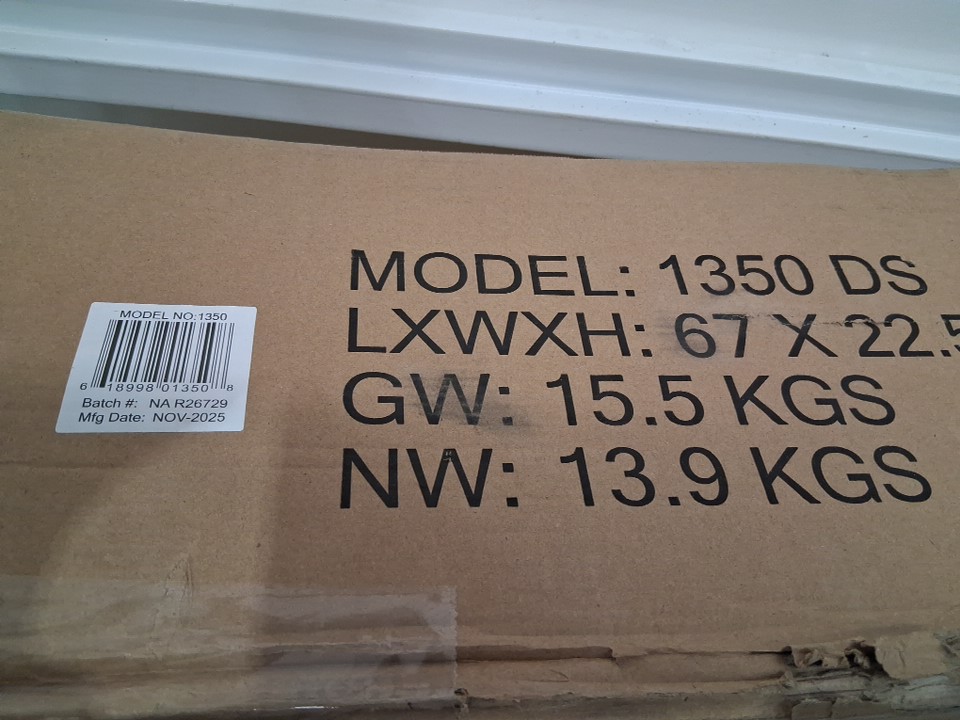 MODEL NO:1350
6 18998 01350 8
Batch #: NA R26729
Mfg Date: NOV-2025
MODEL: 1350 DS
LXWXH: 67 X 22.5
GW: 15.5 KGS
NW: 13.9 KGS